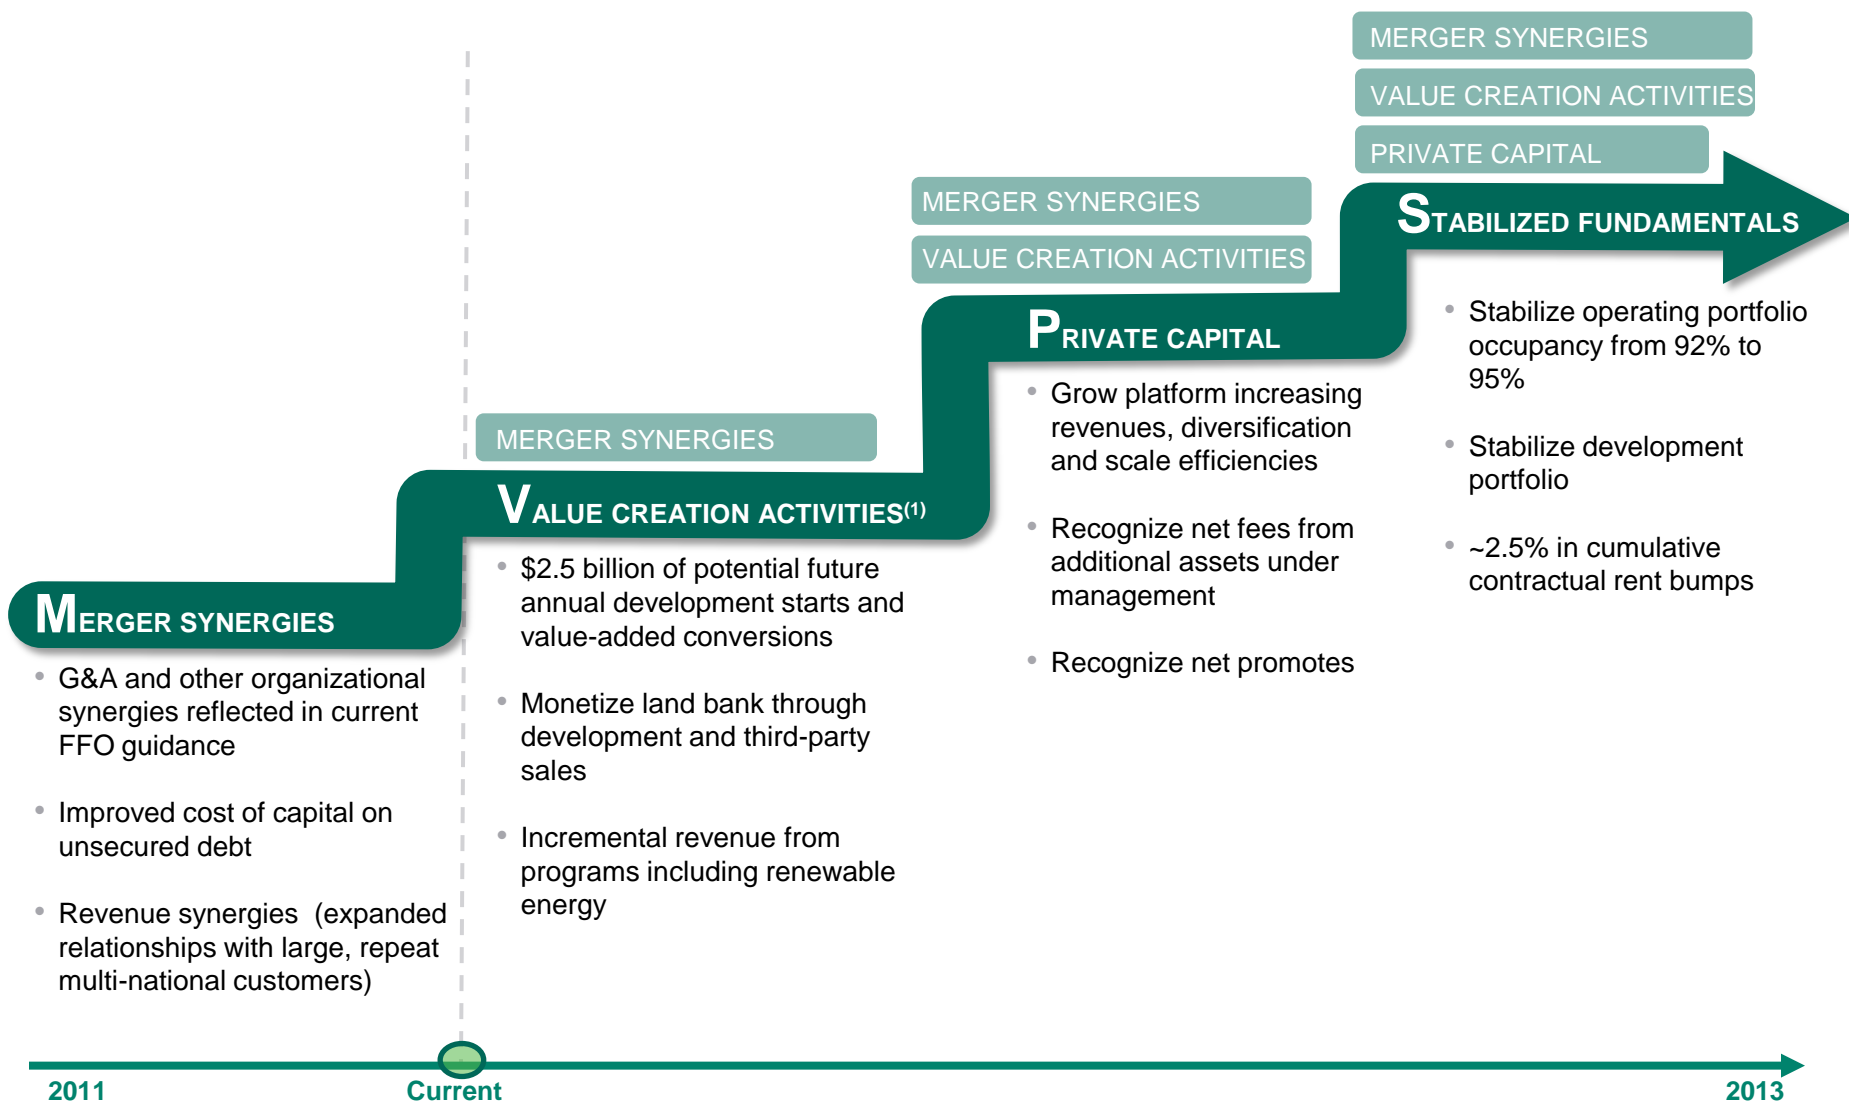 MERGER SYNERGIES
VALUE CREATION ACTIVITIES
PRIVATE CAPITAL
STABILIZED FUNDAMENTALS
• Stabilize operating portfolio
occupancy from 92% to
95%
• Stabilize development
portfolio
• ~2.5% in cumulative
contractual rent bumps
MERGER SYNERGIES
VALUE CREATION ACTIVITIES
PRIVATE CAPITAL
• Grow platform increasing
revenues, diversification
and scale efficiencies
• Recognize net fees from
additional assets under
management
• Recognize net promotes
MERGER SYNERGIES
VALUE CREATION ACTIVITIES(1)
• $2.5 billion of potential future
annual development starts and
value-added conversions
• Monetize land bank through
development and third-party
sales
• Incremental revenue from
programs including renewable
energy
MERGER SYNERGIES
• G&A and other organizational
synergies reflected in current
FFO guidance
• Improved cost of capital on
unsecured debt
• Revenue synergies (expanded
relationships with large, repeat
multi-national customers)
2011
Current
2013